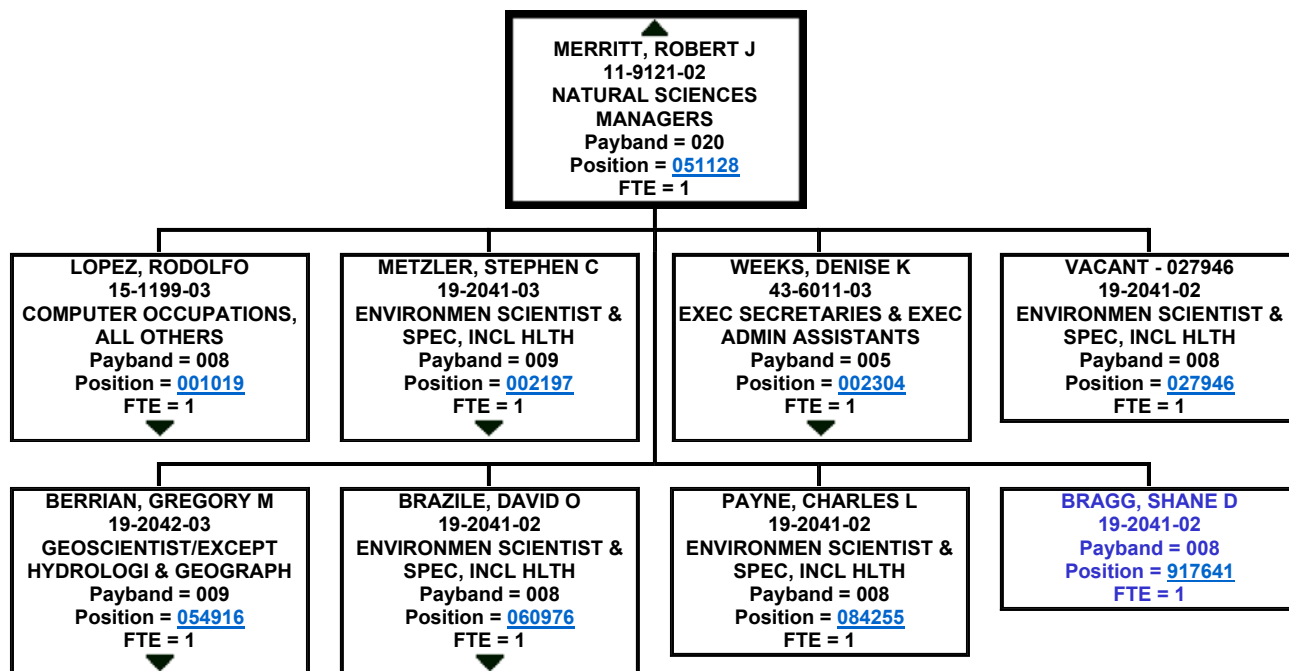 MERRITT, ROBERT J
11-9121-02
NATURAL SCIENCES
MANAGERS
Payband = 020
Position = 051128
FTE = 1
LOPEZ, RODOLFO
15-1199-03
COMPUTER OCCUPATIONS,
ALL OTHERS
Payband = 008
Position = 001019
FTE = 1
METZLER, STEPHEN C
19-2041-03
ENVIRONMEN SCIENTIST &
SPEC, INCL HLTH
Payband = 009
Position = 002197
FTE = 1
WEEKS, DENISE K
43-6011-03
EXEC SECRETARIES & EXEC
ADMIN ASSISTANTS
Payband = 005
Position = 002304
FTE = 1
VACANT - 027946
19-2041-02
ENVIRONMEN SCIENTIST &
SPEC, INCL HLTH
Payband = 008
Position = 027946
FTE = 1
BERRIAN, GREGORY M
19-2042-03
GEOSCIENTIST/EXCEPT
HYDROLOGI & GEOGRAPH
Payband = 009
Position = 054916
FTE = 1
BRAZILE, DAVID O
19-2041-02
ENVIRONMEN SCIENTIST &
SPEC, INCL HLTH
Payband = 008
Position = 060976
FTE = 1
PAYNE, CHARLES L
19-2041-02
ENVIRONMEN SCIENTIST &
SPEC, INCL HLTH
Payband = 008
Position = 084255
FTE = 1
BRAGG, SHANE D
19-2041-02
Payband = 008
Position = 917641
FTE = 1